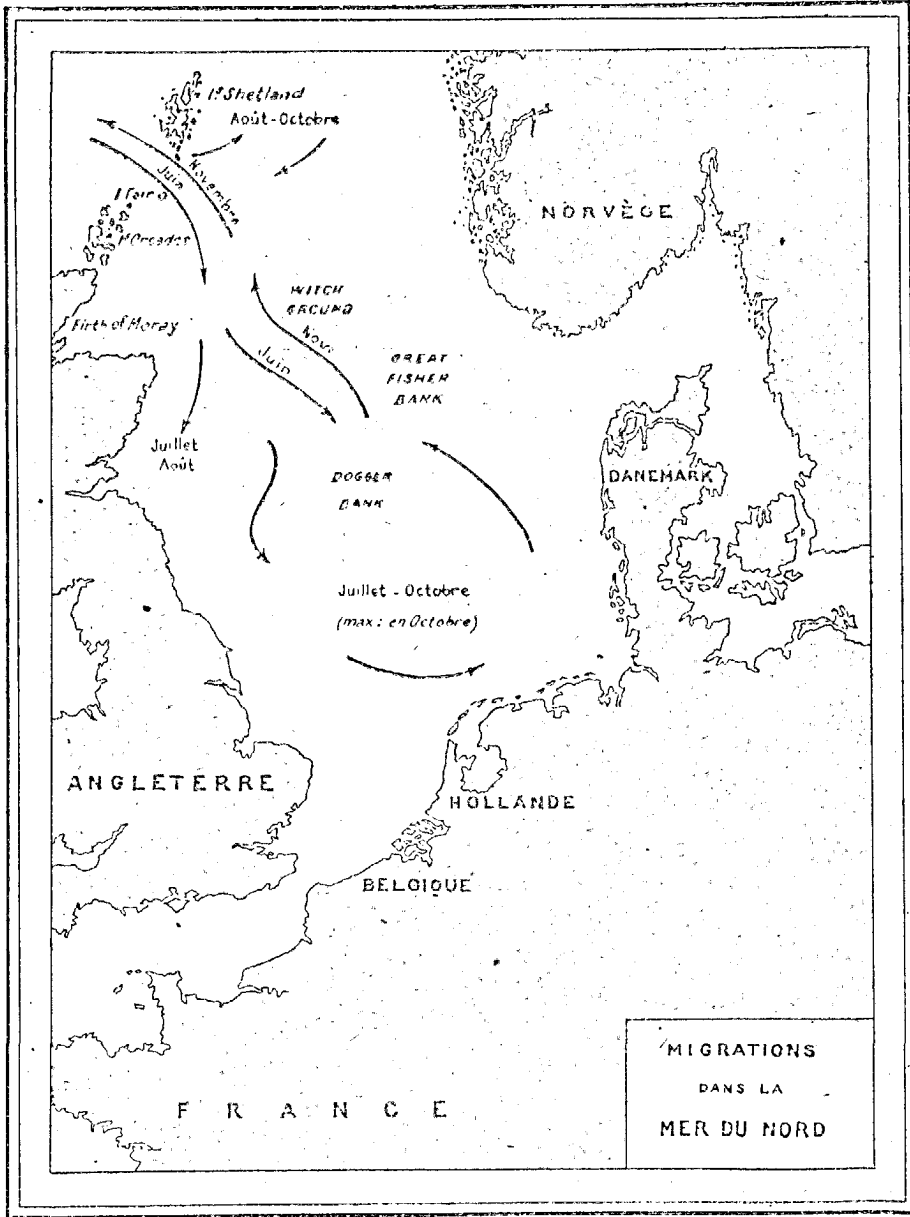 Iˢ Shetland
Août-Octobre
Novembre
Juin
I Fair
Iˢ Orcades
NORVÈGE
WITCH
GROUND
Nov.
Firth of Moray
Juin
GREAT
FISHER
BANK
Juillet
Août
DOGGER
BANK
DANEMARK
Juillet - Octobre
(max: en Octobre)
ANGLETERRE
HOLLANDE
BELGIQUE
FRANCE
MIGRATIONS
DANS LA
MER DU NORD